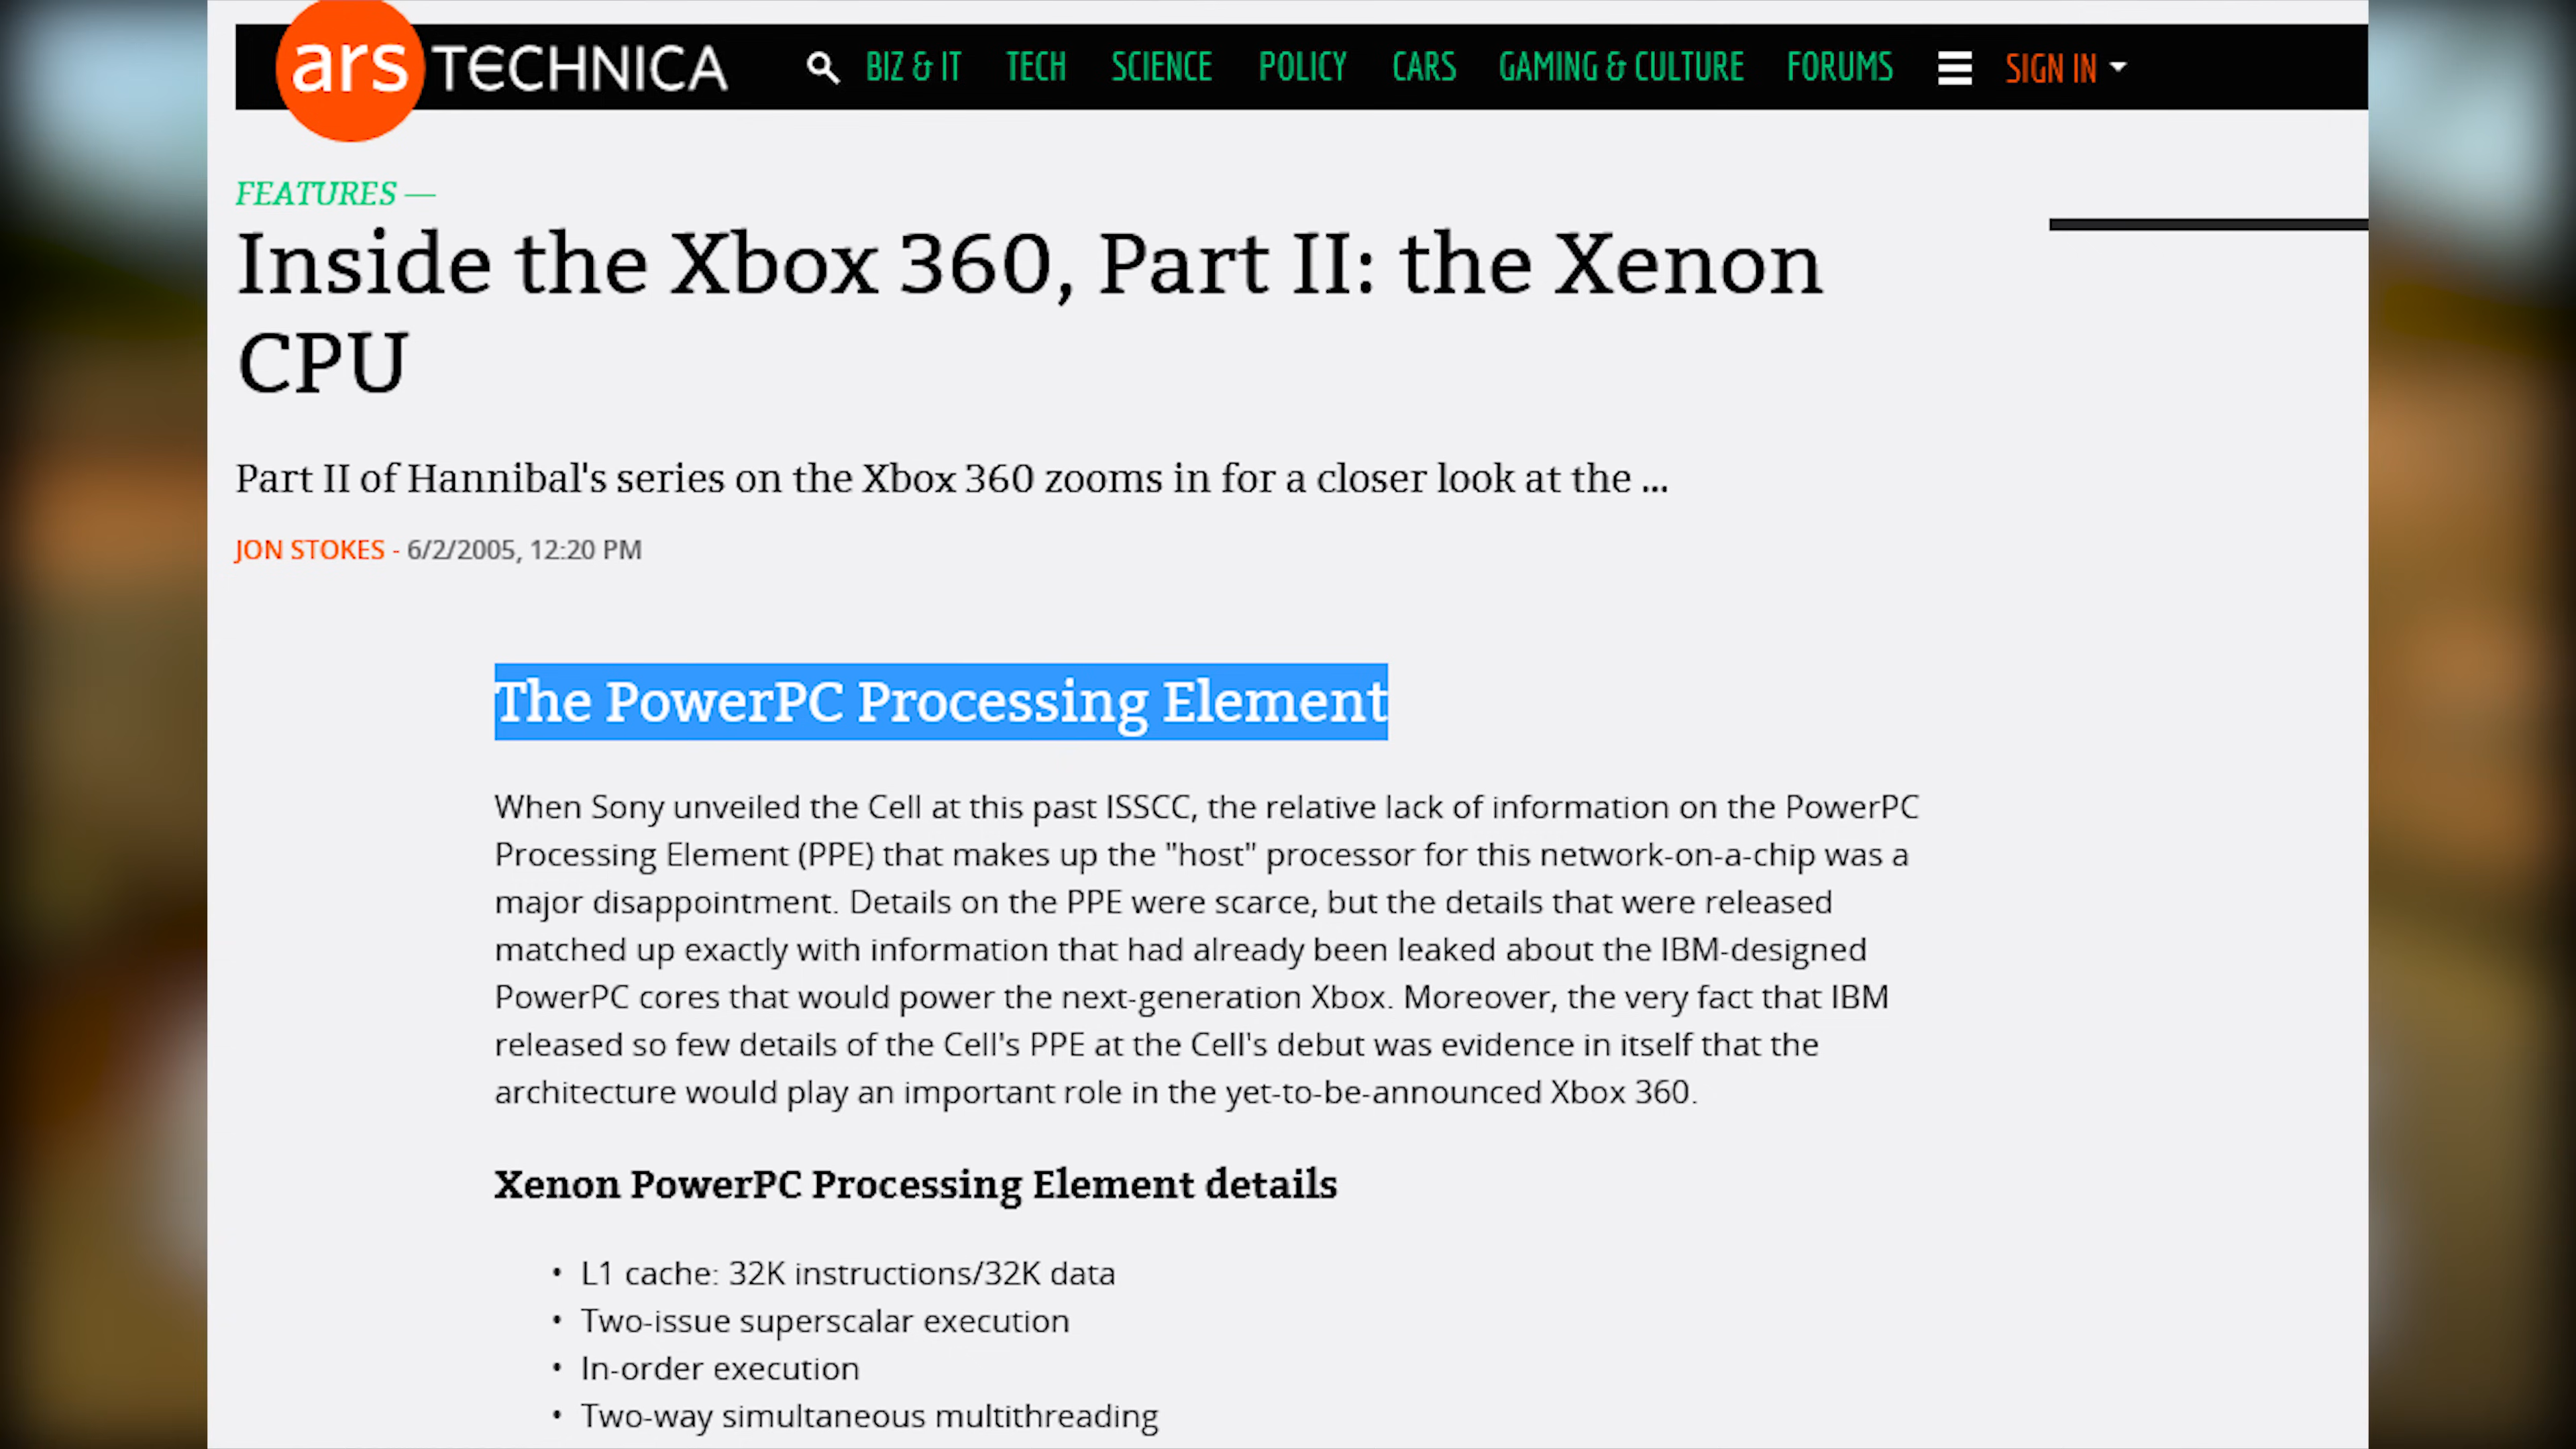 ars TECHNICA BIZ & IT TECH SCIENCE POLICY CARS GAMING & CULTURE FORUMS SIGN IN
FEATURES —
Inside the Xbox 360, Part II: the Xenon
CPU
Part II of Hannibal's series on the Xbox 360 zooms in for a closer look at the ...
JON STOKES - 6/2/2005, 12:20 PM
The PowerPC Processing Element
When Sony unveiled the Cell at this past ISSCC, the relative lack of information on the PowerPC
Processing Element (PPE) that makes up the "host" processor for this network-on-a-chip was a
major disappointment. Details on the PPE were scarce, but the details that were released
matched up exactly with information that had already been leaked about the IBM-designed
PowerPC cores that would power the next-generation Xbox. Moreover, the very fact that IBM
released so few details of the Cell's PPE at the Cell's debut was evidence in itself that the
architecture would play an important role in the yet-to-be-announced Xbox 360.
Xenon PowerPC Processing Element details
• L1 cache: 32K instructions/32K data
• Two-issue superscalar execution
• In-order execution
• Two-way simultaneous multithreading